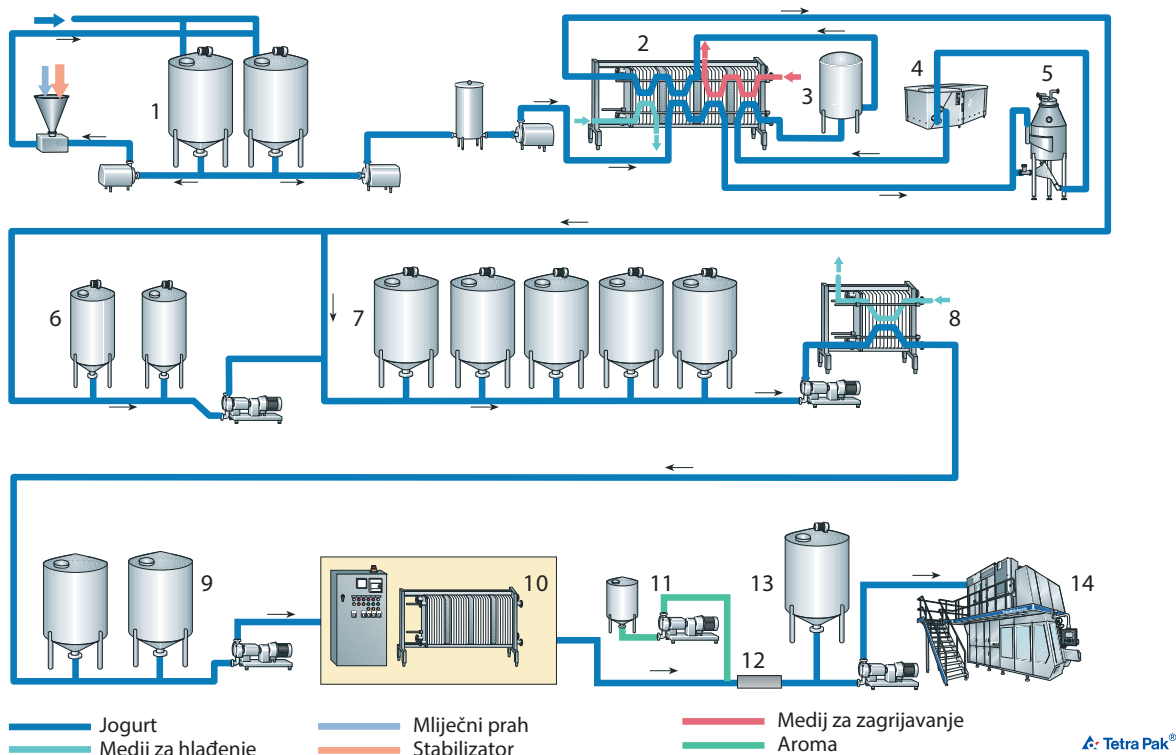 1
2
3
4
5
6
7
8
9
10
11
12
13
14
Jogurt
Medij za hlađenje
Mliječni prah
Stabilizator
Medij za zagrijavanje
Aroma
Tetra Pak®